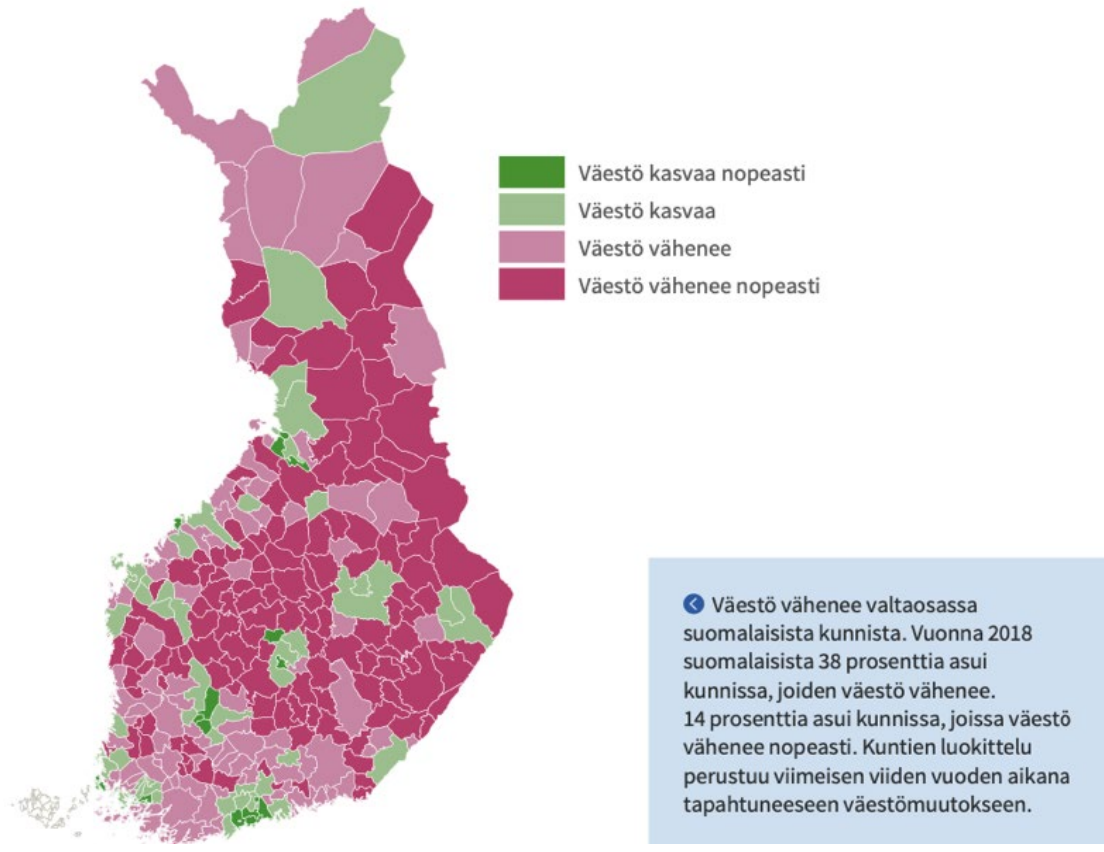 Väestö kasvaa nopeasti
Väestö kasvaa
Väestö vähenee
Väestö vähenee nopeasti
Väestö vähenee valtaosassa
suomalaisista kunnista. Vuonna 2018
suomalaisista 38 prosenttia asui
kunnissa, joiden väestö vähenee.
14 prosenttia asui kunnissa, joissa väestö
vähenee nopeasti. Kuntien luokittelu
perustuu viimeisen viiden vuoden aikana
tapahtuneeseen väestömuutokseen.